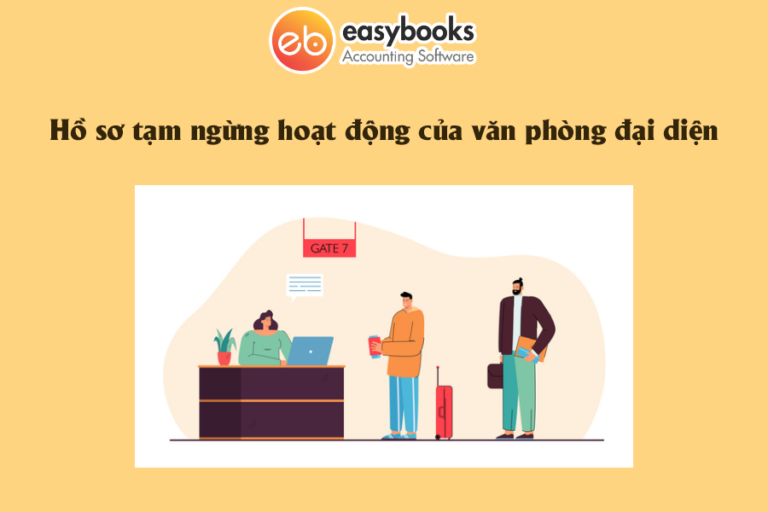 eb easybooks
Accounting Software
Hồ sơ tạm ngừng hoạt động của văn phòng đại diện
GATE 7